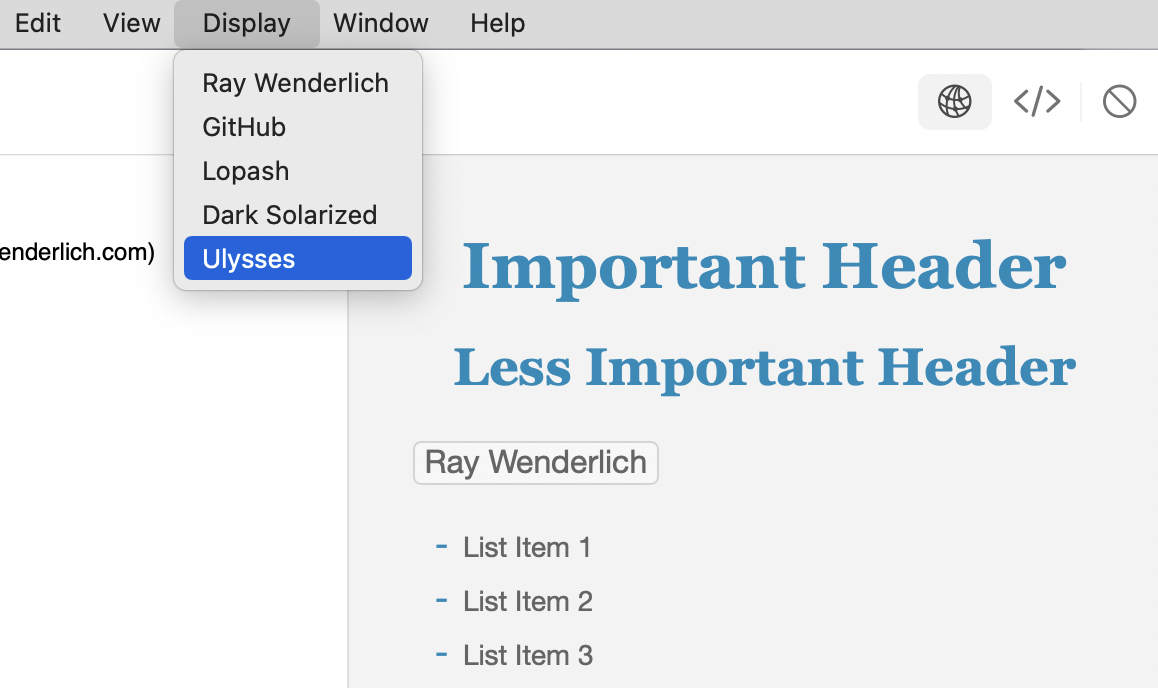 Edit View Display Window Help
Ray Wenderlich
GitHub
Lopash
Dark Solarized
Ulysses
enderlich.com)
Important Header
Less Important Header
Ray Wenderlich
- List Item 1
- List Item 2
- List Item 3